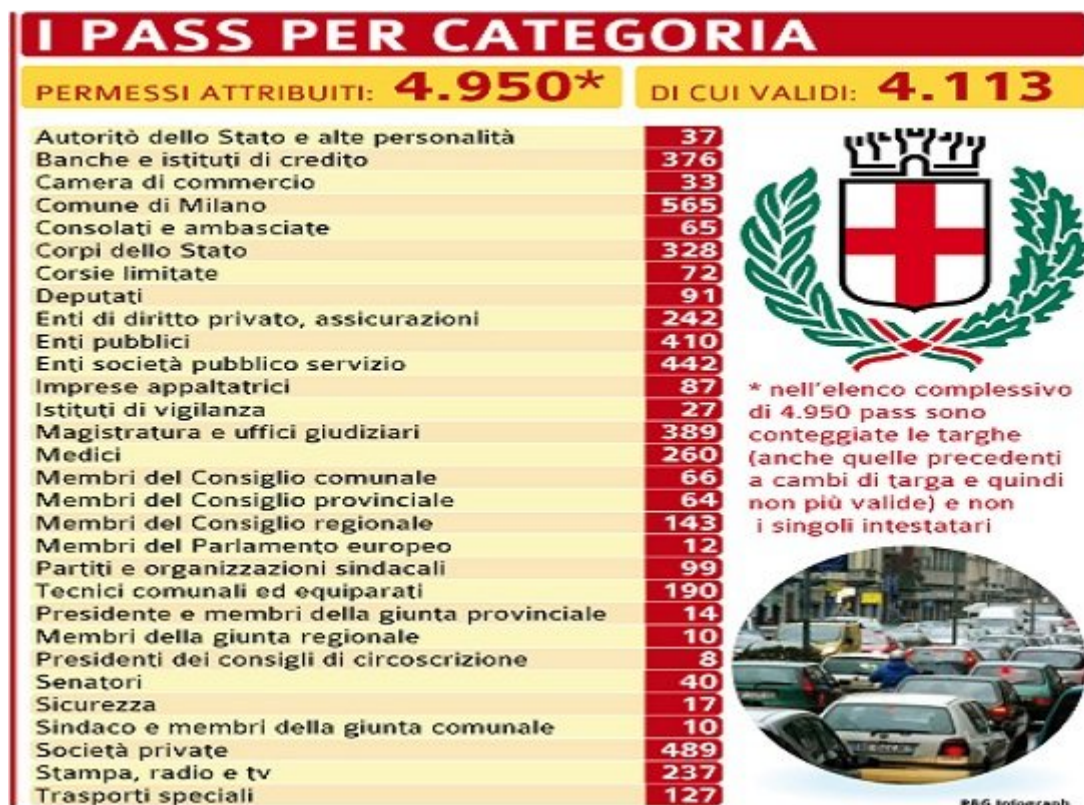 I PASS PER CATEGORIA
PERMESSI ATTRIBUITI: 4.950*
DI CUI VALIDI: 4.113
Autoritò dello Stato e alte personalità 37
Banche e istituti di credito 376
Camera di commercio 33
Comune di Milano 565
Consolati e ambasciate 65
Corpi dello Stato 328
Corsie limitate 72
Deputati 91
Enti di diritto privato, assicurazioni 242
Enti pubblici 410
Enti società pubblico servizio 442
Imprese appaltatrici 87
Istituti di vigilanza 27
Magistratura e uffici giudiziari 389
Medici 260
Membri del Consiglio comunale 66
Membri del Consiglio provinciale 64
Membri del Consiglio regionale 143
Membri del Parlamento europeo 12
Partiti e organizzazioni sindacali 99
Tecnici comunali ed equiparati 190
Presidente e membri della giunta provinciale 14
Membri della giunta regionale 10
Presidenti dei consigli di circoscrizione 8
Senatori 40
Sicurezza 17
Sindaco e membri della giunta comunale 10
Società private 489
Stampa, radio e tv 237
Trasporti speciali 127
* nell'elenco complessivo
di 4.950 pass sono
conteggiate le targhe
(anche quelle precedenti
a cambi di targa e quindi
non più valide) e non
i singoli intestatari